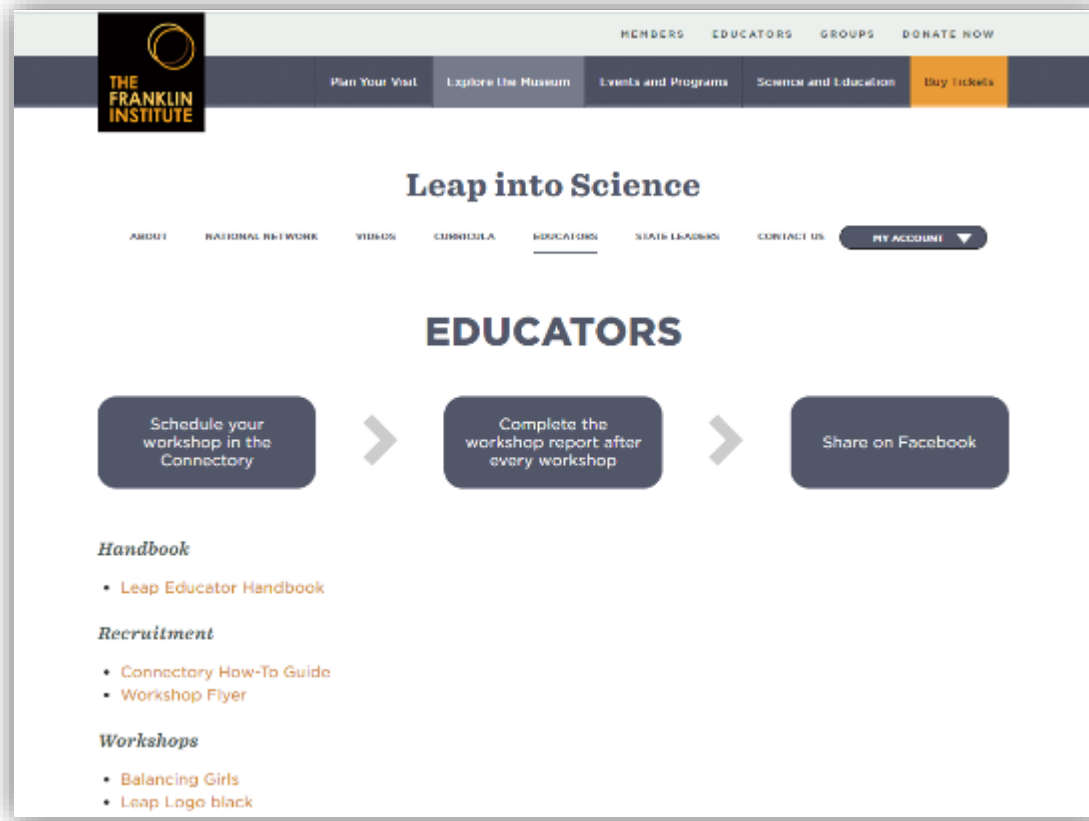 MEMBERS EDUCATORS GROUPS DONATE NOW
THE
FRANKLIN
INSTITUTE
Plan Your Visit Explore the Museum Events and Programs Science and Education Buy Tickets
Leap into Science
ABOUT NATIONAL NETWORK VIDEOS CURRICULA EDUCATORS STATE LEADERS CONTACT US MY ACCOUNT
EDUCATORS
Schedule your
workshop in the
Connectory
Complete the
workshop report after
every workshop
Share on Facebook
Handbook
• Leap Educator Handbook
Recruitment
• Connectory How-To Guide
• Workshop Flyer
Workshops
• Balancing Girls
• Leap Logo black